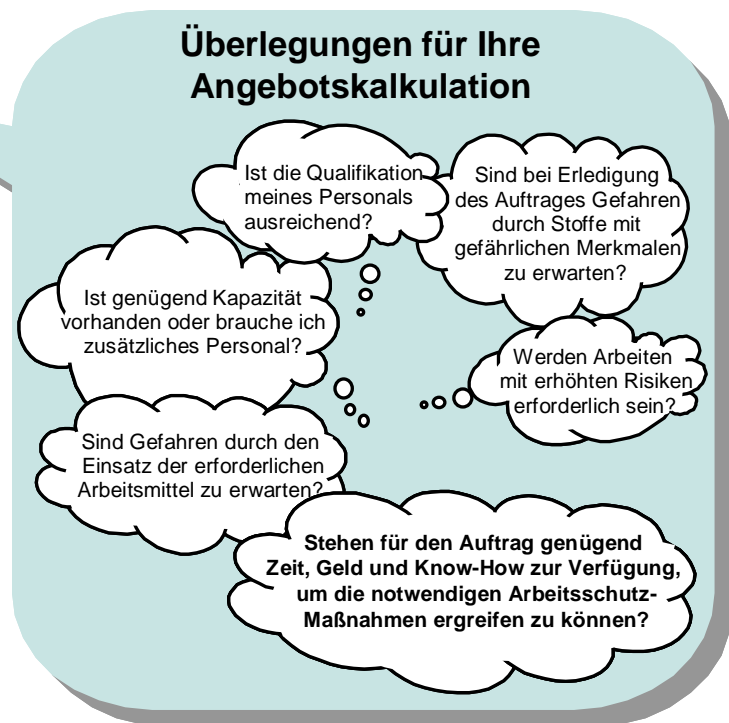 Überlegungen für Ihre
Angebotskalkulation
Ist die Qualifikation
meines Personals
ausreichend?
Sind bei Erledigung
des Auftrages Gefahren
durch Stoffe mit
gefährlichen Merkmalen
zu erwarten?
Ist genügend Kapazität
vorhanden oder brauche ich
zusätzliches Personal?
Werden Arbeiten
mit erhöhten Risiken
erforderlich sein?
Sind Gefahren durch den
Einsatz der erforderlichen
Arbeitsmittel zu erwarten?
Stehen für den Auftrag genügend
Zeit, Geld und Know-How zur Verfügung,
um die notwendigen Arbeitsschutz-
Maßnahmen ergreifen zu können?